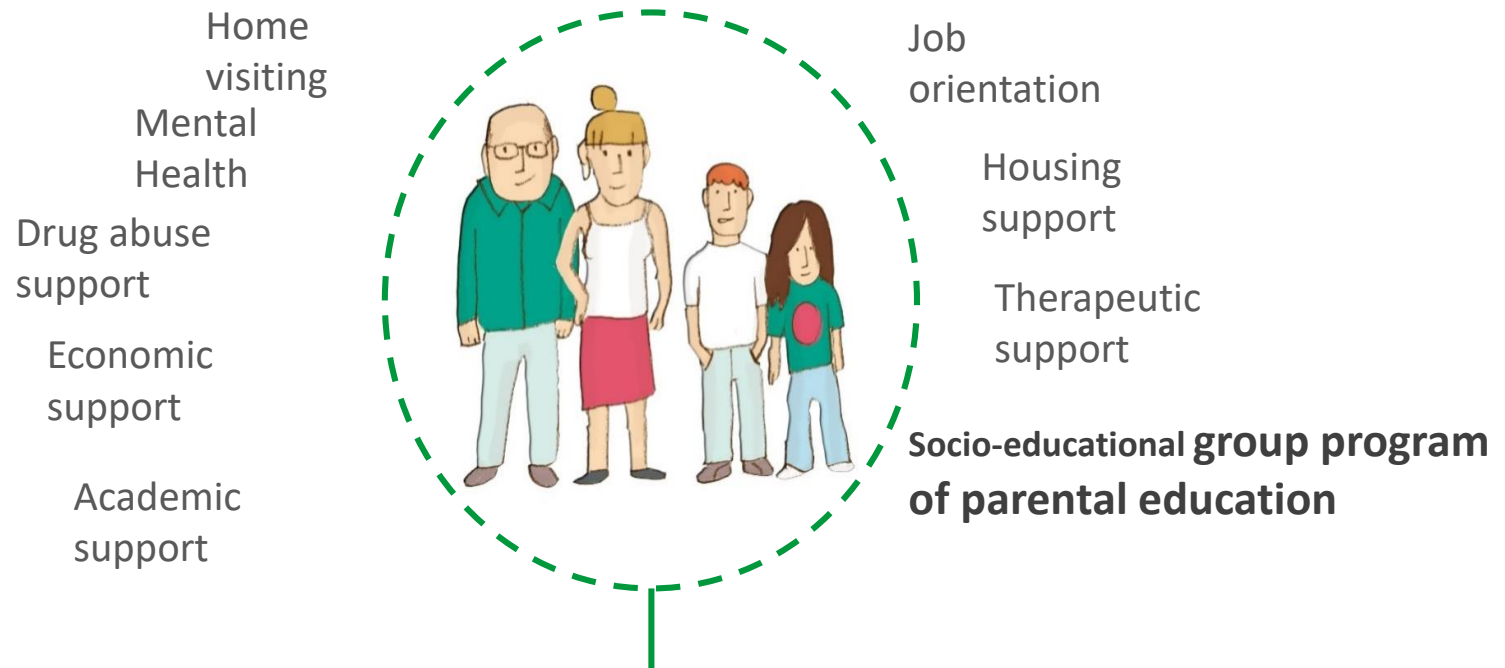 Home
visiting
Mental
Health
Drug abuse
support
Economic
support
Academic
support
Job
orientation
Housing
support
Therapeutic
support
Socio-educational group program
of parental education